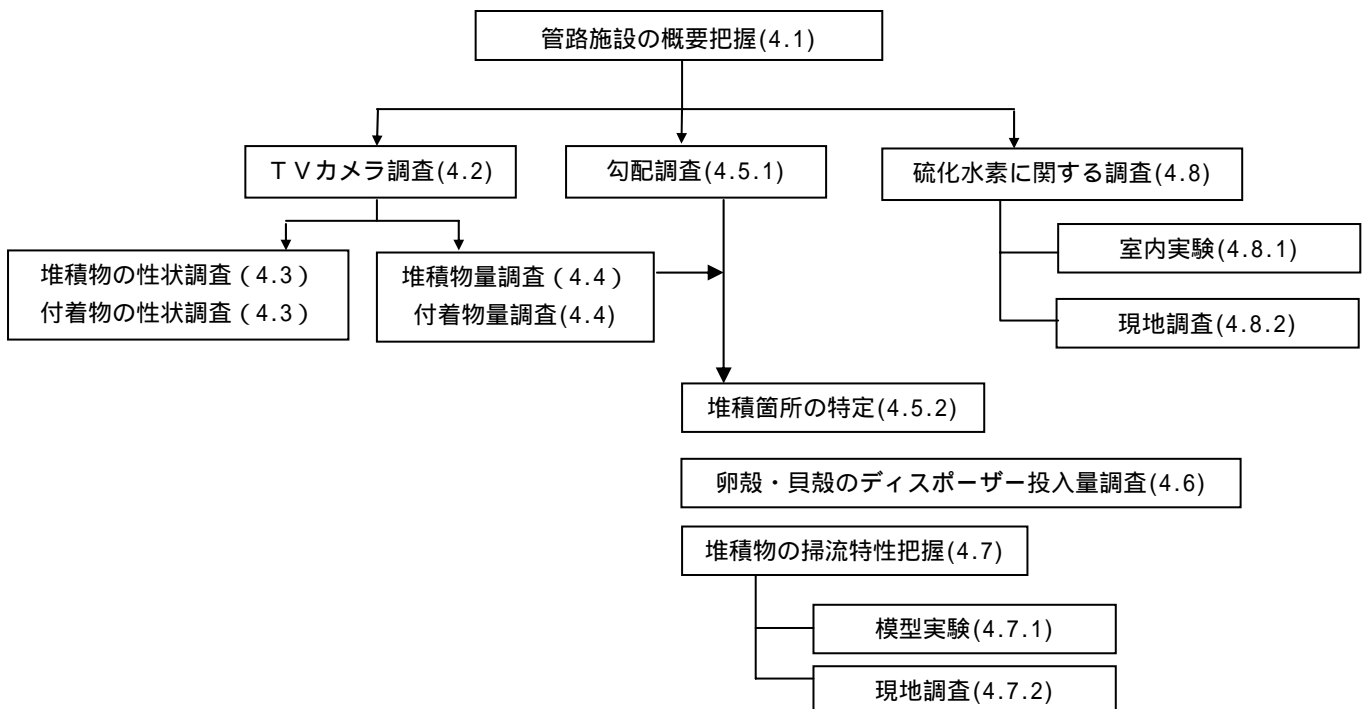 管路施設の概要把握(4.1)
ＴＶカメラ調査(4.2)
勾配調査(4.5.1)
硫化水素に関する調査(4.8)
堆積物の性状調査（4.3）
付着物の性状調査（4.3）
堆積物量調査（4.4）
付着物量調査(4.4)
室内実験(4.8.1)
現地調査(4.8.2)
堆積箇所の特定(4.5.2)
卵殻・貝殻のディスポーザー投入量調査(4.6)
堆積物の掃流特性把握(4.7)
模型実験(4.7.1)
現地調査(4.7.2)